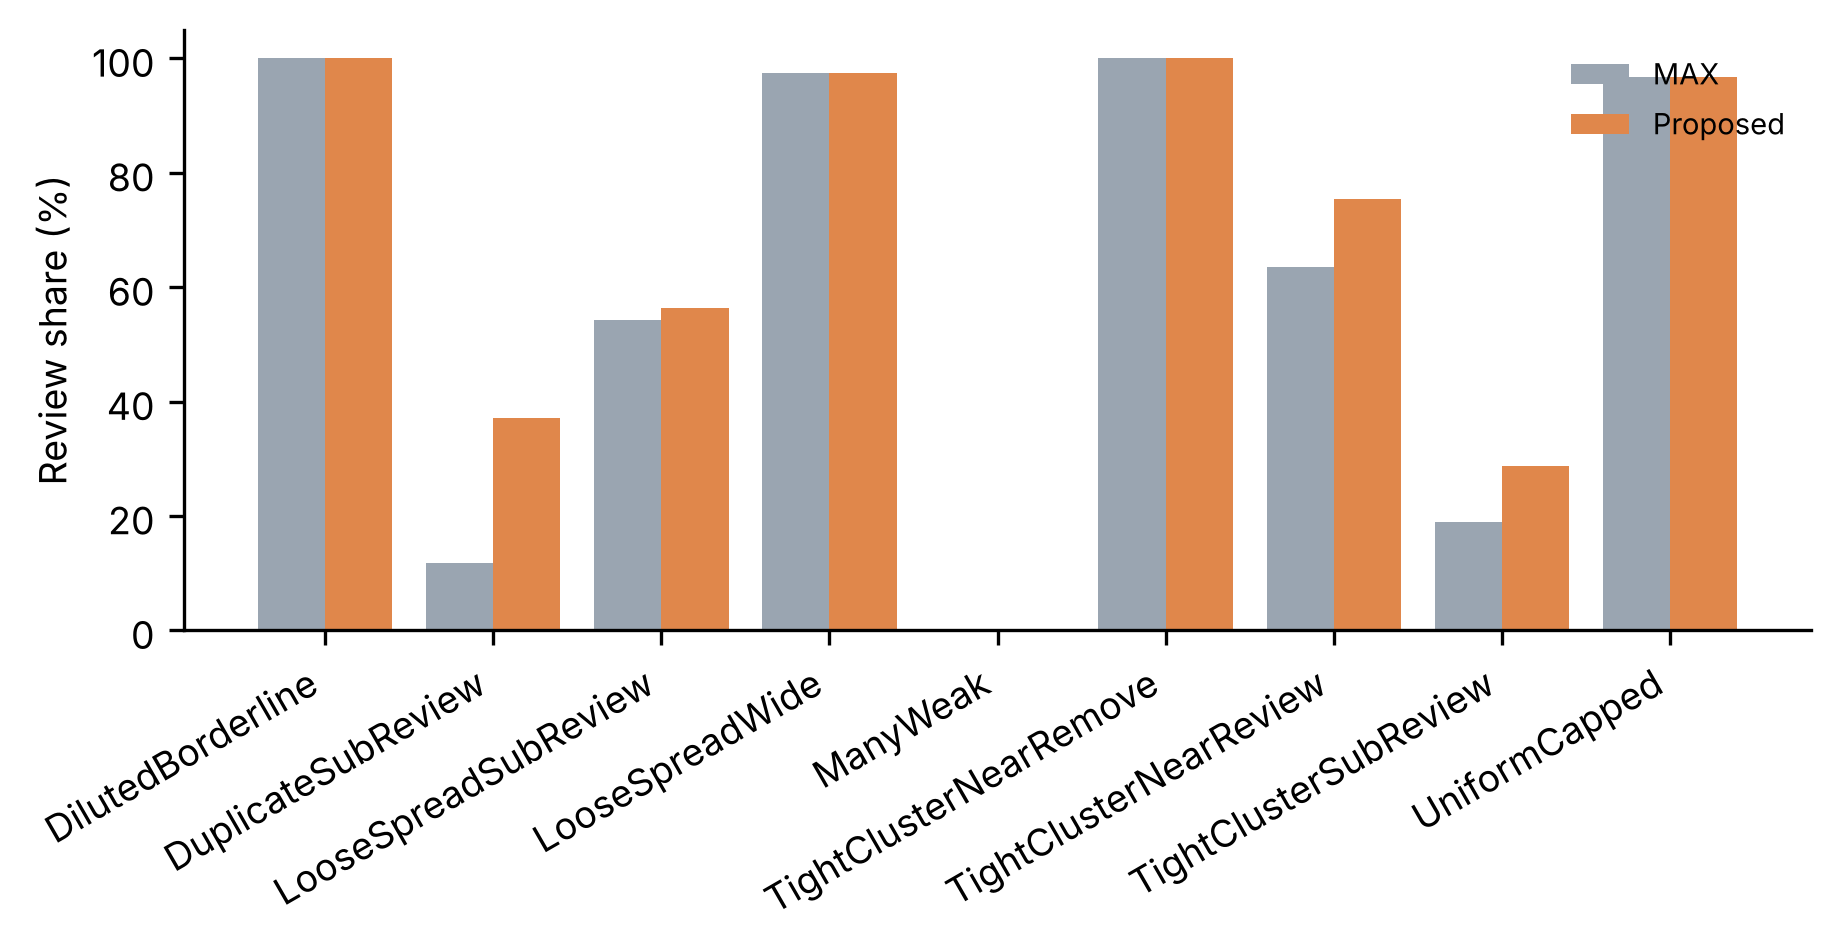 Review share (%)
100
80
60
40
20
0
MAX
Proposed
DilutedBorderline
DuplicateSubReview
LooseSpreadSubReview
LooseSpreadWide
ManyWeak
TightClusterNearRemove
TightClusterNearReview
TightClusterSubReview
UniformCapped